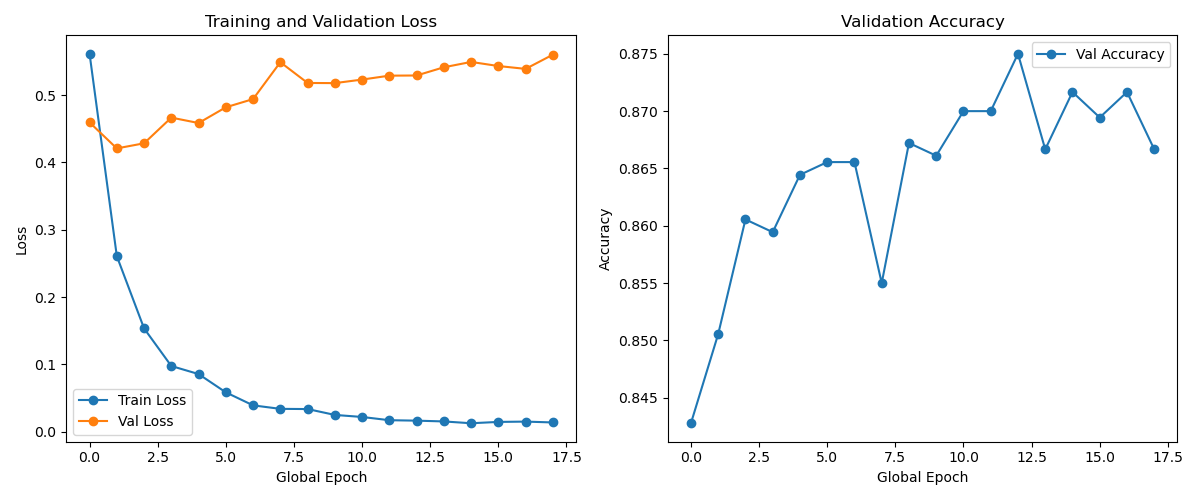 Training and Validation Loss
Loss
0.5
0.4
0.3
0.2
0.1
0.0
Train Loss
Val Loss
0.0 2.5 5.0 7.5 10.0 12.5 15.0 17.5
Global Epoch
Validation Accuracy
Accuracy
0.875
0.870
0.865
0.860
0.855
0.850
0.845
Val Accuracy
0.0 2.5 5.0 7.5 10.0 12.5 15.0 17.5
Global Epoch